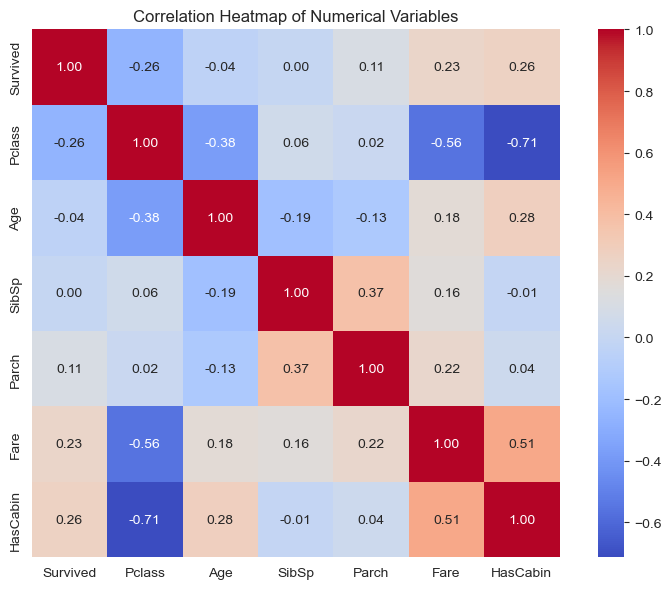 Correlation Heatmap of Numerical Variables
Survived 1.00 -0.26 -0.04 0.00 0.11 0.23 0.26
Pclass -0.26 1.00 -0.38 0.06 0.02 -0.56 -0.71
Age -0.04 -0.38 1.00 -0.19 -0.13 0.18 0.28
SibSp 0.00 0.06 -0.19 1.00 0.37 0.16 -0.01
Parch 0.11 0.02 -0.13 0.37 1.00 0.22 0.04
Fare 0.23 -0.56 0.18 0.16 0.22 1.00 0.51
HasCabin 0.26 -0.71 0.28 -0.01 0.04 0.51 1.00
Survived Pclass Age SibSp Parch Fare HasCabin
1.0
0.8
0.6
0.4
0.2
0.0
−0.2
−0.4
−0.6